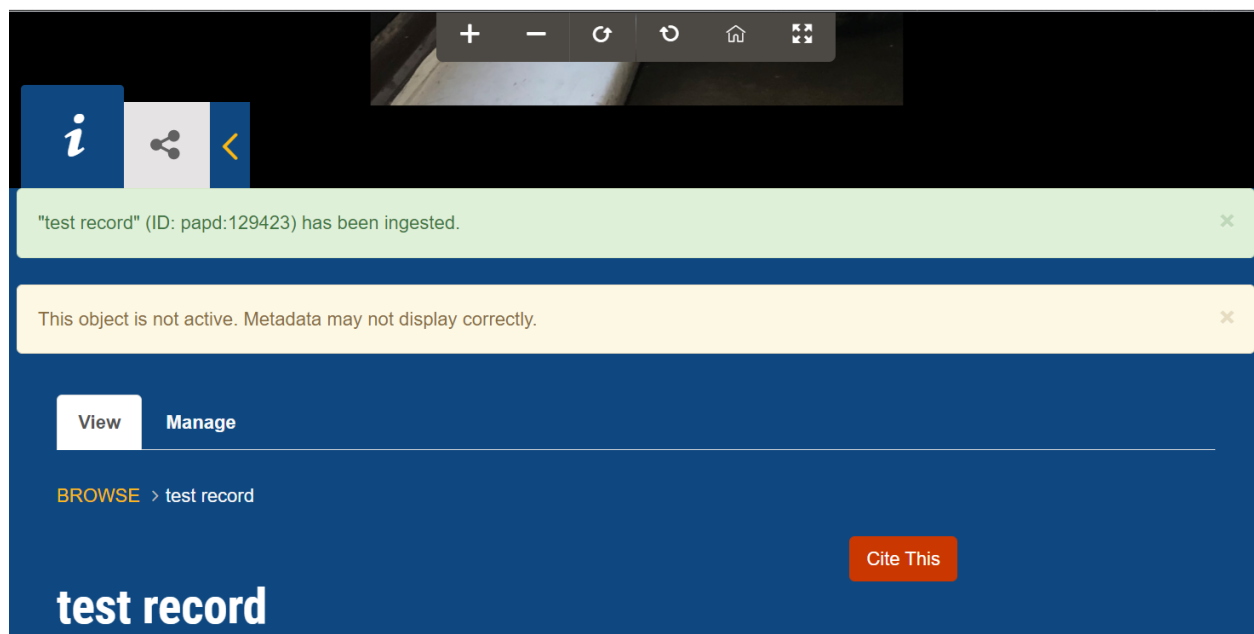 "test record" (ID: papd:129423) has been ingested.
This object is not active. Metadata may not display correctly.
View Manage
BROWSE > test record
Cite This
test record